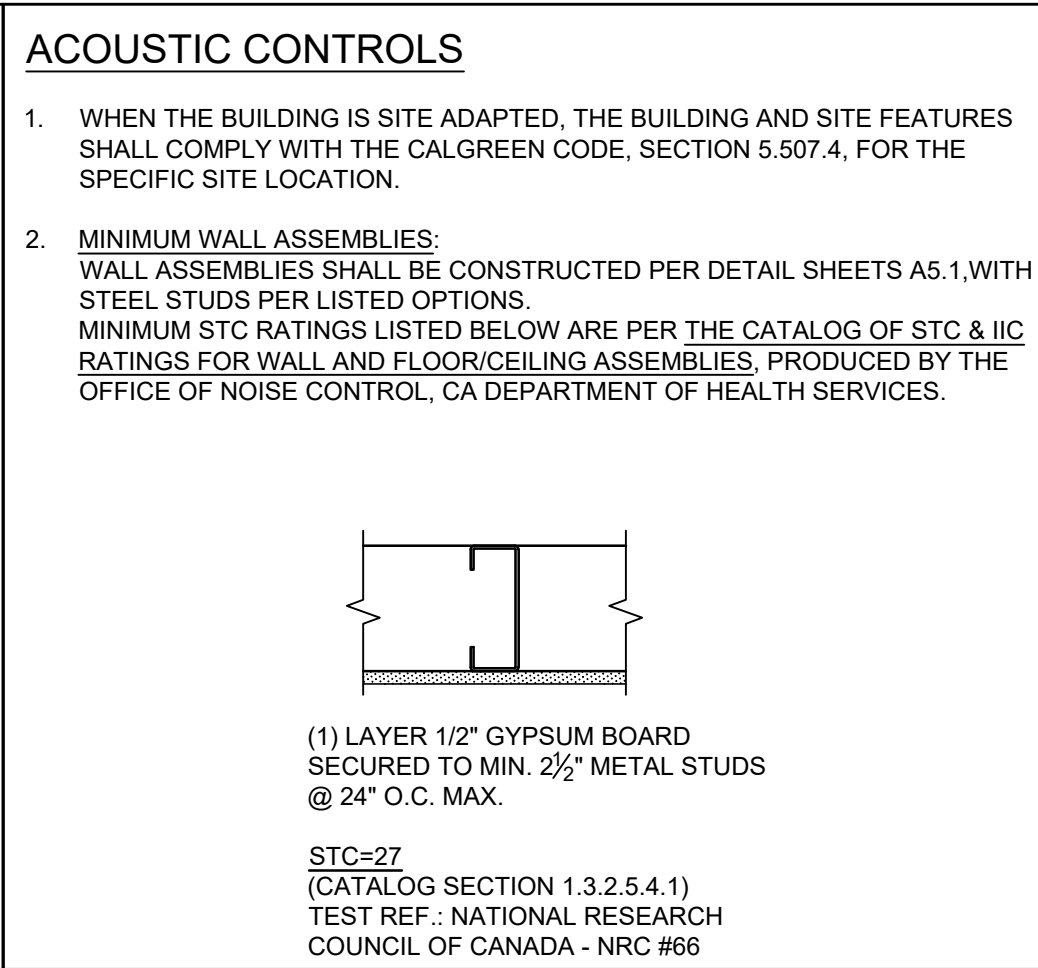 ACOUSTIC CONTROLS
1. WHEN THE BUILDING IS SITE ADAPTED, THE BUILDING AND SITE FEATURES
SHALL COMPLY WITH THE CALGREEN CODE, SECTION 5.507.4, FOR THE
SPECIFIC SITE LOCATION.
2. MINIMUM WALL ASSEMBLIES:
WALL ASSEMBLIES SHALL BE CONSTRUCTED PER DETAIL SHEETS A5.1,WITH
STEEL STUDS PER LISTED OPTIONS.
MINIMUM STC RATINGS LISTED BELOW ARE PER THE CATALOG OF STC & IIC
RATINGS FOR WALL AND FLOOR/CEILING ASSEMBLIES, PRODUCED BY THE
OFFICE OF NOISE CONTROL, CA DEPARTMENT OF HEALTH SERVICES.
(1) LAYER 1/2" GYPSUM BOARD
SECURED TO MIN. 2½" METAL STUDS
@ 24" O.C. MAX.
STC=27
(CATALOG SECTION 1.3.2.5.4.1)
TEST REF.: NATIONAL RESEARCH
COUNCIL OF CANADA - NRC #66